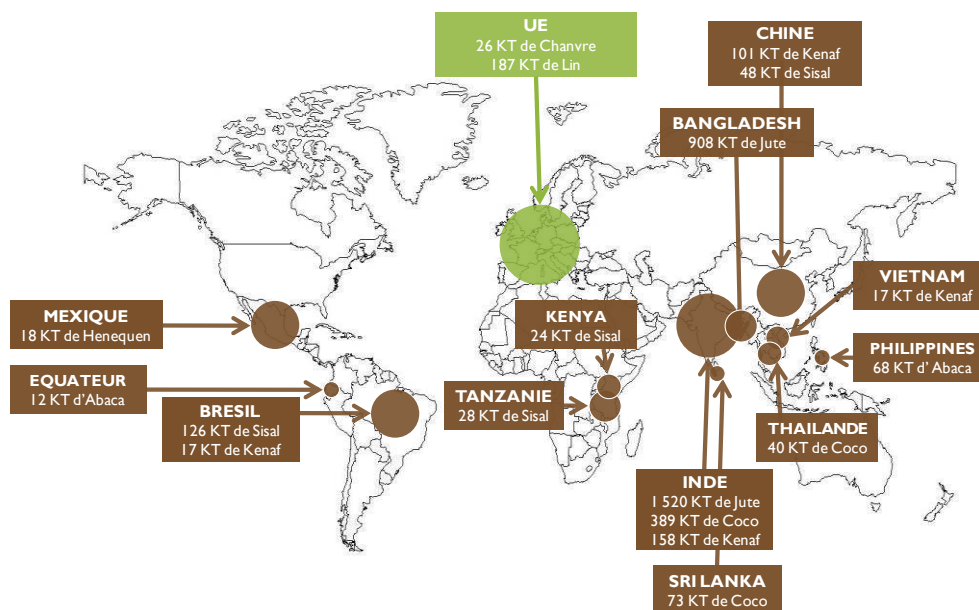 UE
26 KT de Chanvre
187 KT de Lin
CHINE
101 KT de Kenaf
48 KT de Sisal
BANGLADESH
908 KT de Jute
VIETNAM
17 KT de Kenaf
MEXIQUE
18 KT de Henequen
KENYA
24 KT de Sisal
PHILIPPINES
68 KT d' Abaca
EQUATEUR
12 KT d'Abaca
TANZANIE
28 KT de Sisal
BRESIL
126 KT de Sisal
17 KT de Kenaf
THAILANDE
40 KT de Coco
INDE
1 520 KT de Jute
389 KT de Coco
158 KT de Kenaf
SRI LANKA
73 KT de Coco